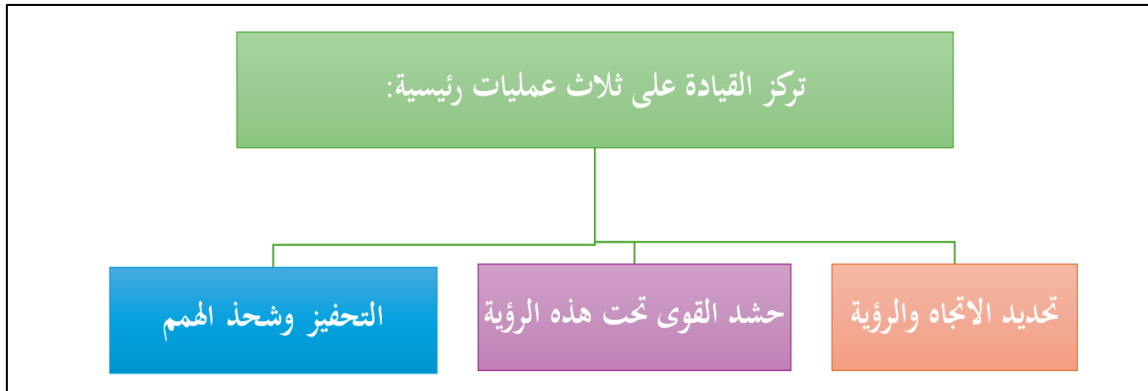 تركز القيادة على ثلاث عمليات رئيسية:
تحديد الاتجاه والرؤية
حشد القوى تحت هذه الرؤية
التحفيز وشحذ الهمم